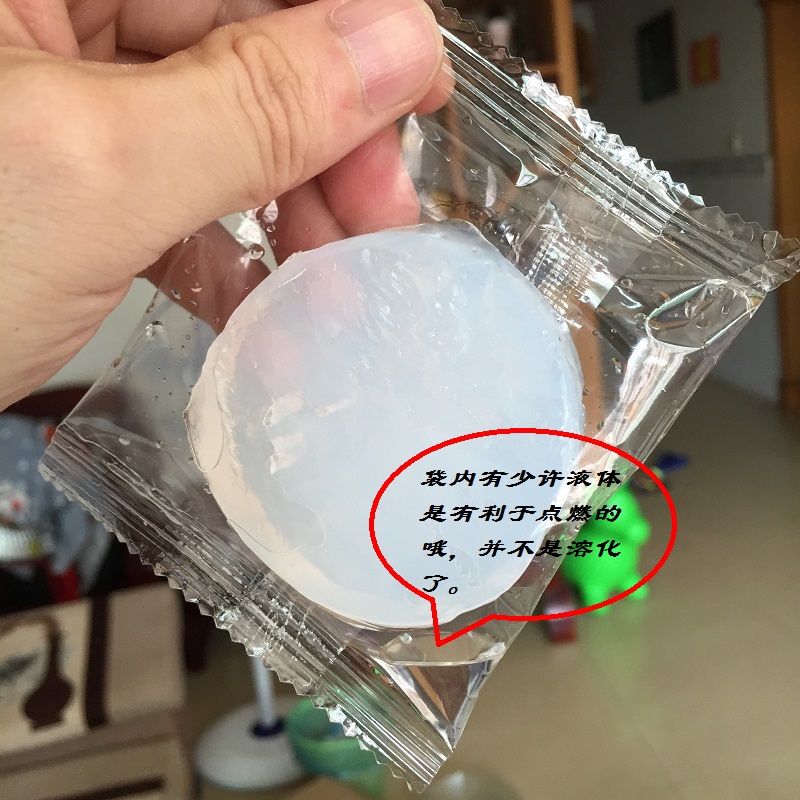 袋内有少许液体
是有利于点燃的
哦，并不是溶化
了。